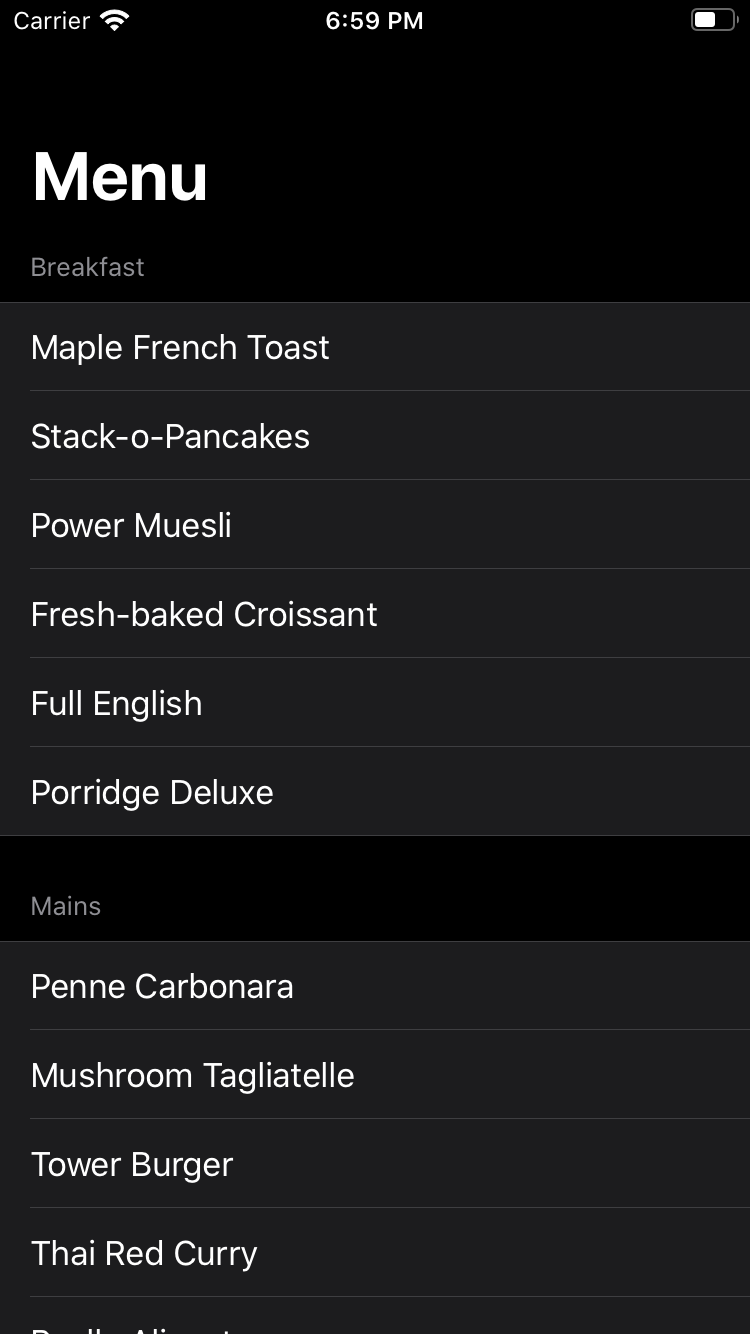 Carrier
6:59 PM
Menu
Breakfast
Maple French Toast
Stack-o-Pancakes
Power Muesli
Fresh-baked Croissant
Full English
Porridge Deluxe
Mains
Penne Carbonara
Mushroom Tagliatelle
Tower Burger
Thai Red Curry